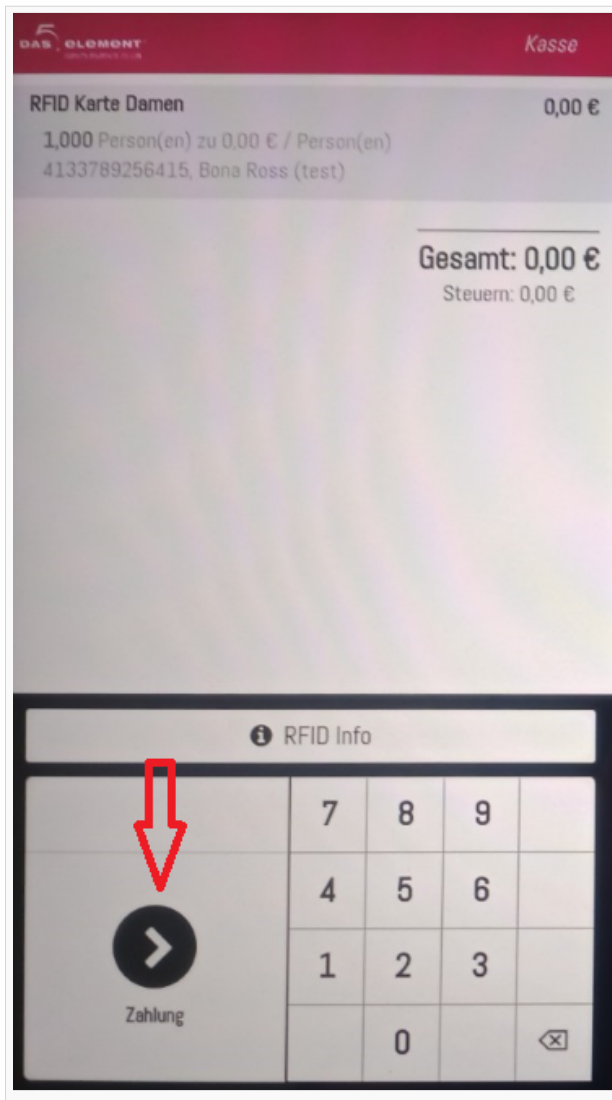 DAS 5 ELEMENT
Kasse
RFID Karte Damen 0,00 €
1,000 Person(en) zu 0,00 € / Person(en)
4133789256415, Bona Ross (test)
Gesamt: 0,00 €
Steuern: 0,00 €
RFID Info
7 8 9
4 5 6
Zahlung
1 2 3
0